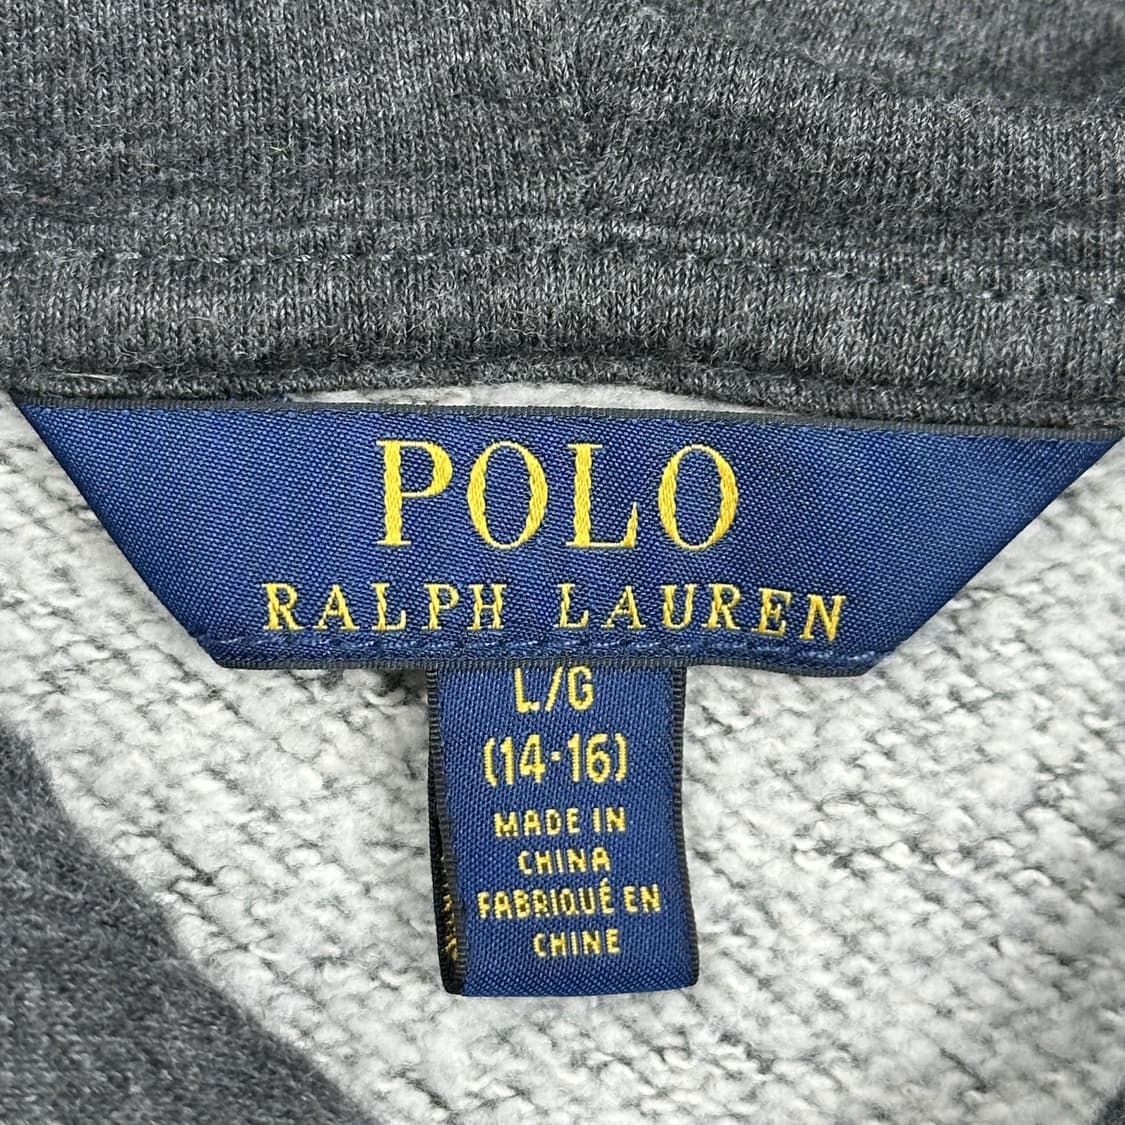 POLO
RALPH LAUREN
L/G
(14-16)
MADE IN
CHINA
FABRIQUÉ EN
CHINE